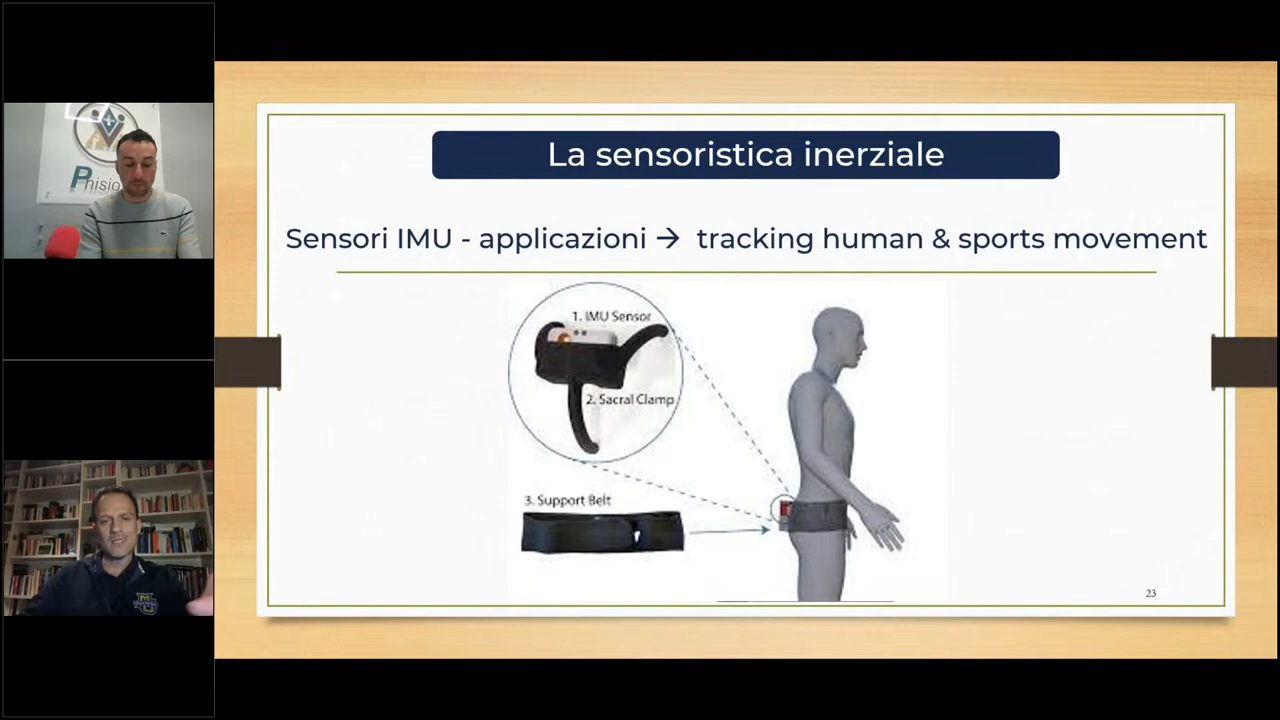 Phisio
La sensoristica inerziale
Sensori IMU - applicazioni → tracking human & sports movement
1. IMU Sensor
2. Sacral Clamp
3. Support Belt
23